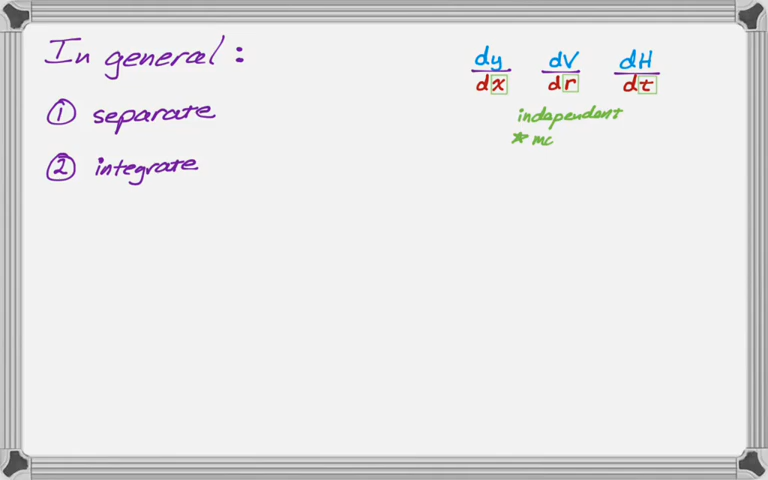 In general:
① separate
② integrate
dy/dx dV/dr dH/dt
independent
* mc